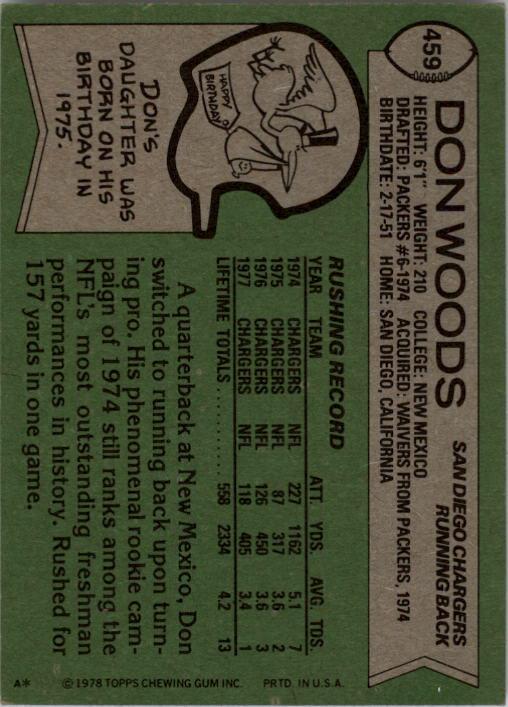 459
DON WOODS
SAN DIEGO CHARGERS
RUNNING BACK
HEIGHT: 6'1" WEIGHT: 210 COLLEGE: NEW MEXICO
DRAFTED: PACKERS #6-1974 ACQUIRED: WAIVERS FROM PACKERS, 1974
BIRTHDATE: 2-17-51 HOME: SAN DIEGO, CALIFORNIA
RUSHING RECORD
YEAR TEAM ATT. YDS. AVG. TDS.
1974 CHARGERS NFL 227 1162 5.1 7
1975 CHARGERS NFL 87 317 3.6 2
1976 CHARGERS NFL 126 450 3.6 3
1977 CHARGERS NFL 118 405 3.4 1
LIFETIME TOTALS .......... 558 2334 4.2 13
HAPPY
BIRTHDAY
DON'S
DAUGHTER WAS
BORN ON HIS
BIRTHDAY IN
1975.
A quarterback at New Mexico, Don
switched to running back upon turn-
ing pro. His phenomenal rookie cam-
paign of 1974 still ranks among the
NFL's most outstanding freshman
performances in history. Rushed for
157 yards in one game.
A* © 1978 TOPPS CHEWING GUM INC. PRTD. IN U.S.A.